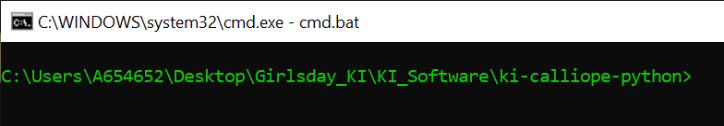 C:\WINDOWS\system32\cmd.exe - cmd.bat
C:\Users\A654652\Desktop\Girlsday_KI\KI_Software\ki-calliope-python>